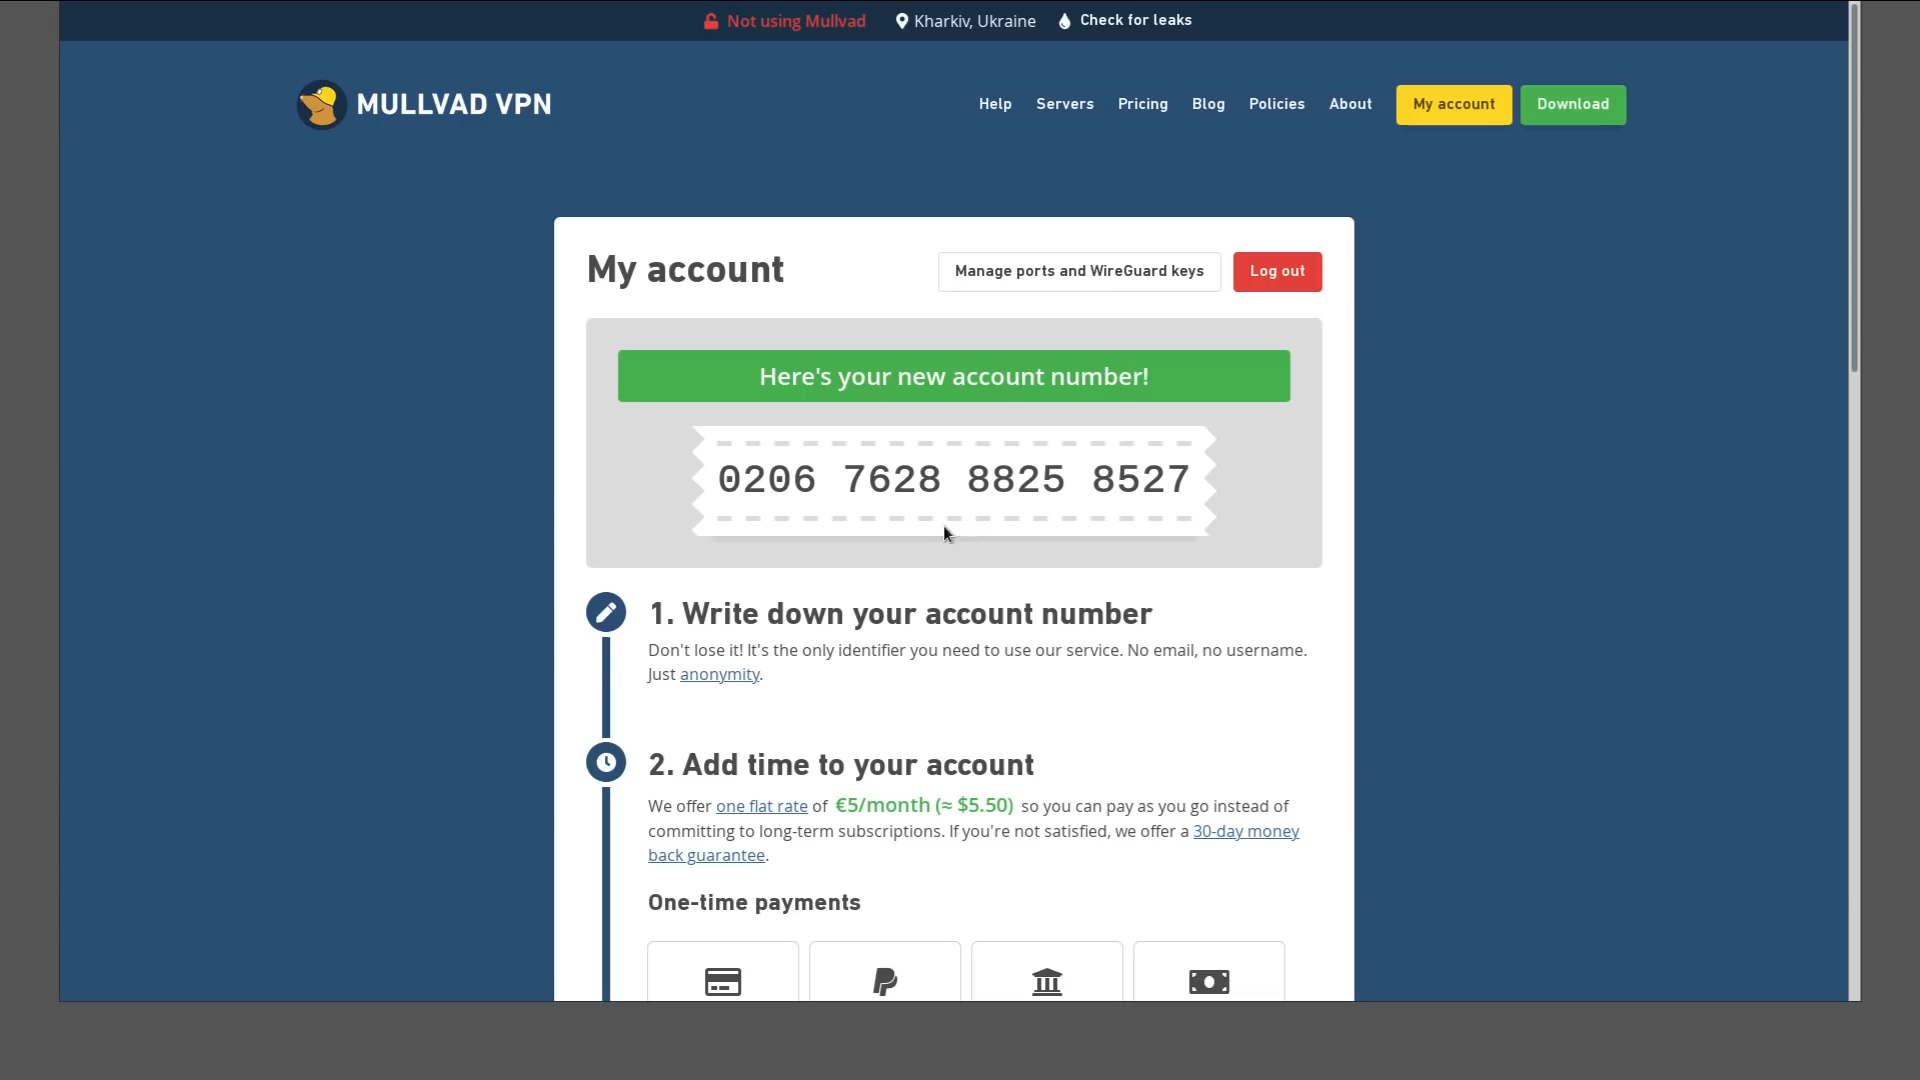 Not using Mullvad Kharkiv, Ukraine Check for leaks
MULLVAD VPN Help Servers Pricing Blog Policies About My account Download
My account Manage ports and WireGuard keys Log out
Here's your new account number!
0206 7628 8825 8527
1. Write down your account number
Don't lose it! It's the only identifier you need to use our service. No email, no username.
Just anonymity.
2. Add time to your account
We offer one flat rate of €5/month (≈ $5.50) so you can pay as you go instead of
committing to long-term subscriptions. If you're not satisfied, we offer a 30-day money
back guarantee.
One-time payments